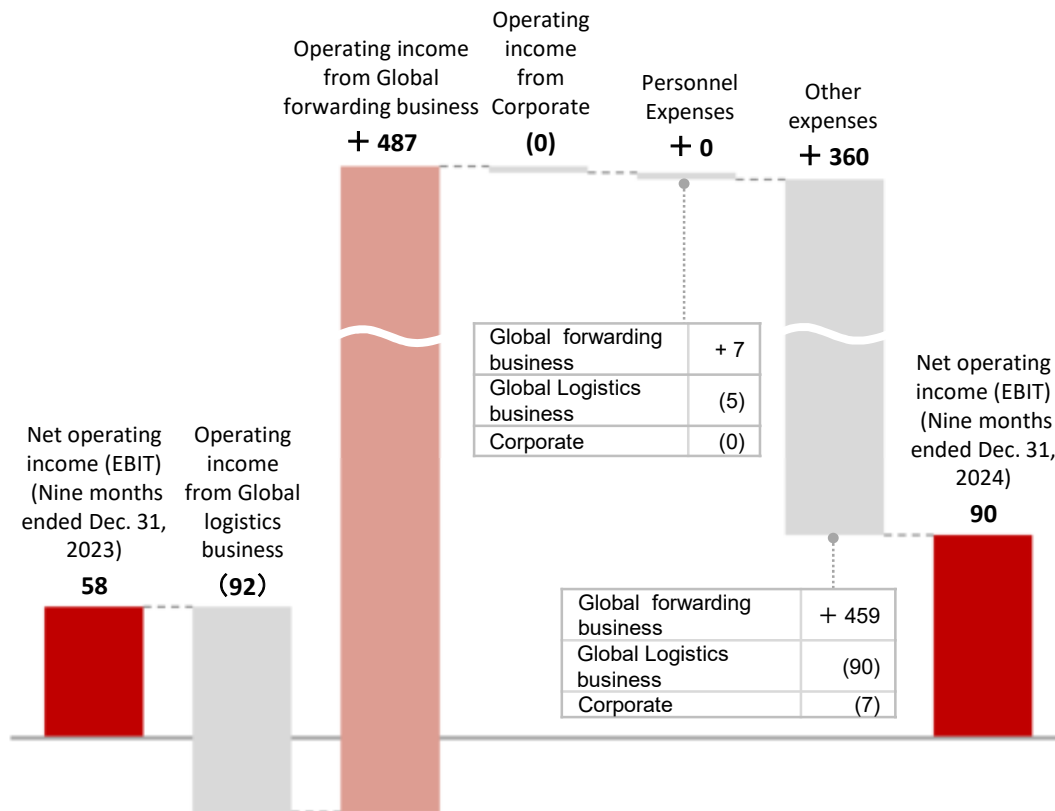 Net operating
income (EBIT)
(Nine months
ended Dec. 31,
2023)
58
Operating
income
from Global
logistics
business
(92)
Operating income
from Global
forwarding business
+ 487
Operating
income
from
Corporate
(0)
Personnel
Expenses
+ 0
Other
expenses
+ 360
Global forwarding
business
+ 7
Global Logistics
business
(5)
Corporate
(0)
Global forwarding
business
+ 459
Global Logistics
business
(90)
Corporate
(7)
Net operating
income (EBIT)
(Nine months
ended Dec. 31,
2024)
90